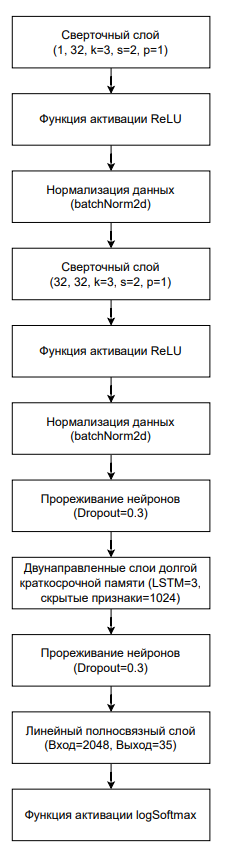 Сверточный слой
(1, 32, k=3, s=2, p=1)
Функция активации ReLU
Нормализация данных
(batchNorm2d)
Сверточный слой
(32, 32, k=3, s=2, p=1)
Функция активации ReLU
Нормализация данных
(batchNorm2d)
Прореживание нейронов
(Dropout=0.3)
Двунаправленные слои долгой
краткосрочной памяти (LSTM=3,
скрытые признаки=1024)
Прореживание нейронов
(Dropout=0.3)
Линейный полносвязный слой
(Вход=2048, Выход=35)
Функция активации logSoftmax